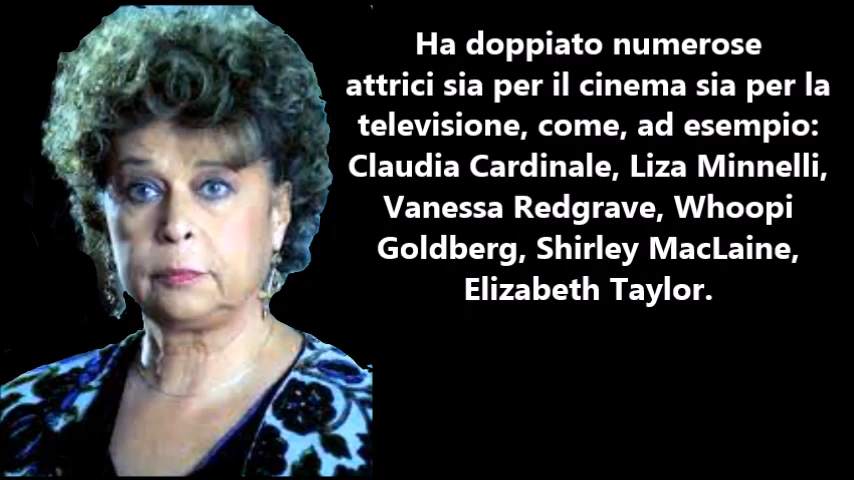 Ha doppiato numerose
attrici sia per il cinema sia per la
televisione, come, ad esempio:
Claudia Cardinale, Liza Minnelli,
Vanessa Redgrave, Whoopi
Goldberg, Shirley MacLaine,
Elizabeth Taylor.